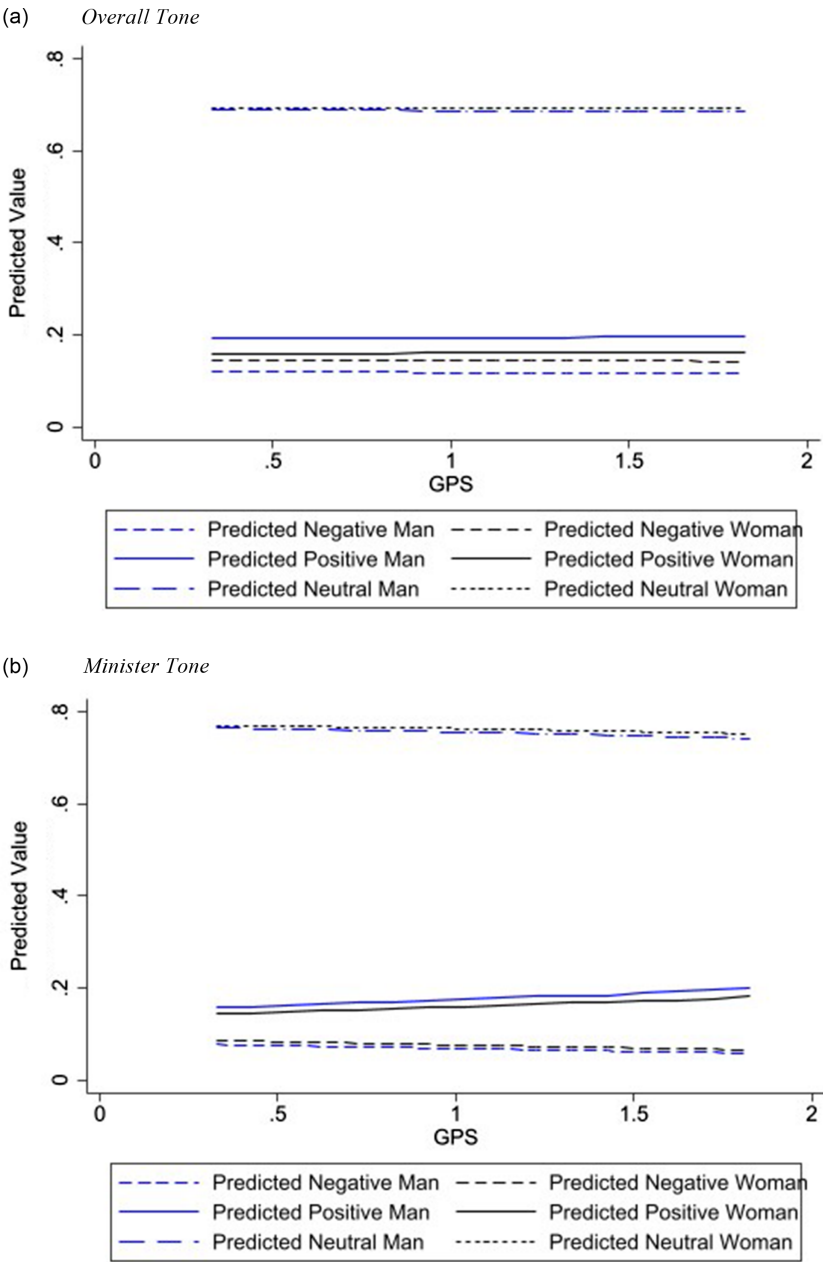 (a) Overall Tone
.8
.6
.4
.2
0
Predicted Value
0 .5 1 1.5 2
GPS
Predicted Negative Man Predicted Negative Woman
Predicted Positive Man Predicted Positive Woman
Predicted Neutral Man Predicted Neutral Woman
(b) Minister Tone
.8
.6
.4
.2
0
Predicted Value
0 .5 1 1.5 2
GPS
Predicted Negative Man Predicted Negative Woman
Predicted Positive Man Predicted Positive Woman
Predicted Neutral Man Predicted Neutral Woman